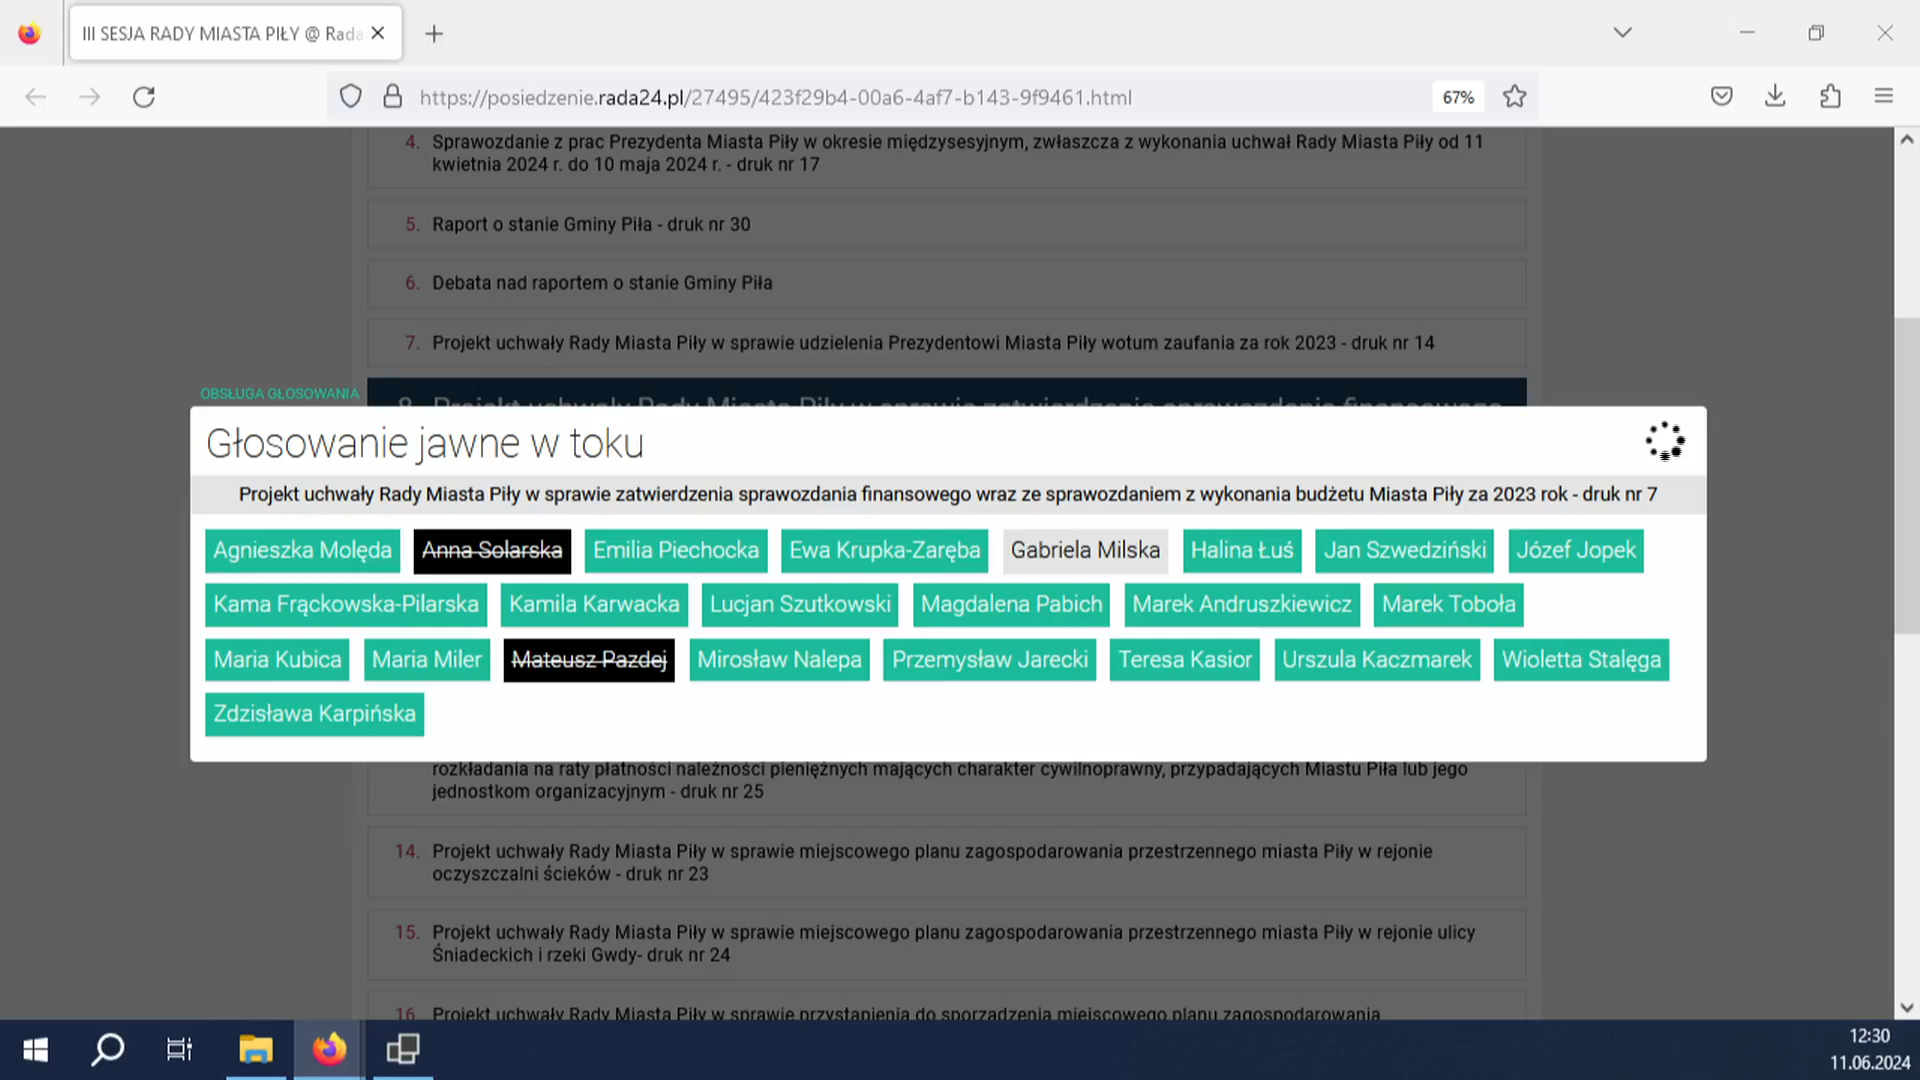 III SESJA RADY MIASTA PIŁY @ Rada
https://posiedzenie.rada24.pl/27495/423f29b4-00a6-4af7-b143-9f9461.html
67%
4. Sprawozdanie z prac Prezydenta Miasta Piły w okresie międzysesyjnym, zwłaszcza z wykonania uchwał Rady Miasta Piły od 11
kwietnia 2024 r. do 10 maja 2024 r. - druk nr 17
5. Raport o stanie Gminy Piła - druk nr 30
6. Debata nad raportem o stanie Gminy Piła
7. Projekt uchwały Rady Miasta Piły w sprawie udzielenia Prezydentowi Miasta Piły wotum zaufania za rok 2023 - druk nr 14
OBSŁUGA GŁOSOWANIA
8. Projekt uchwały Rady Miasta Piły w sprawie zatwierdzenia sprawozdania finansowego
Głosowanie jawne w toku
Projekt uchwały Rady Miasta Piły w sprawie zatwierdzenia sprawozdania finansowego wraz ze sprawozdaniem z wykonania budżetu Miasta Piły za 2023 rok - druk nr 7
Agnieszka Molęda Anna Solarska Emilia Piechocka Ewa Krupka-Zaręba Gabriela Milska Halina Łuś Jan Szwedziński Józef Jopek
Kama Frąckowska-Pilarska Kamila Karwacka Lucjan Szutkowski Magdalena Pabich Marek Andruszkiewicz Marek Toboła
Maria Kubica Maria Miler Mateusz Pazdej Mirosław Nalepa Przemysław Jarecki Teresa Kasior Urszula Kaczmarek Wioletta Stalęga
Zdzisława Karpińska
rozkładania na raty płatności należności pieniężnych mających charakter cywilnoprawny, przypadających Miastu Piła lub jego
jednostkom organizacyjnym - druk nr 25
14. Projekt uchwały Rady Miasta Piły w sprawie miejscowego planu zagospodarowania przestrzennego miasta Piły w rejonie
oczyszczalni ścieków - druk nr 23
15. Projekt uchwały Rady Miasta Piły w sprawie miejscowego planu zagospodarowania przestrzennego miasta Piły w rejonie ulicy
Śniadeckich i rzeki Gwdy- druk nr 24
16. Projekt uchwały Rady Miasta Piły w sprawie przystąpienia do sporządzenia miejscowego planu zagospodarowania
12:30
11.06.2024